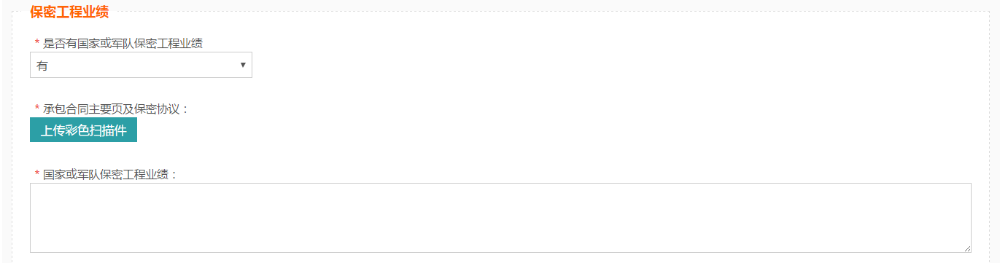 保密工程业绩
* 是否有国家或军队保密工程业绩
有
* 承包合同主要页及保密协议：
上传彩色扫描件
* 国家或军队保密工程业绩：